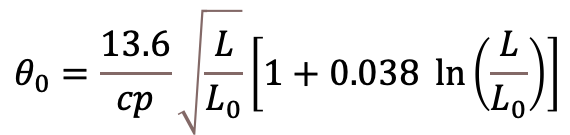 θ₀ = 13.6/cp √(L/L₀) [1 + 0.038 ln(L/L₀)]